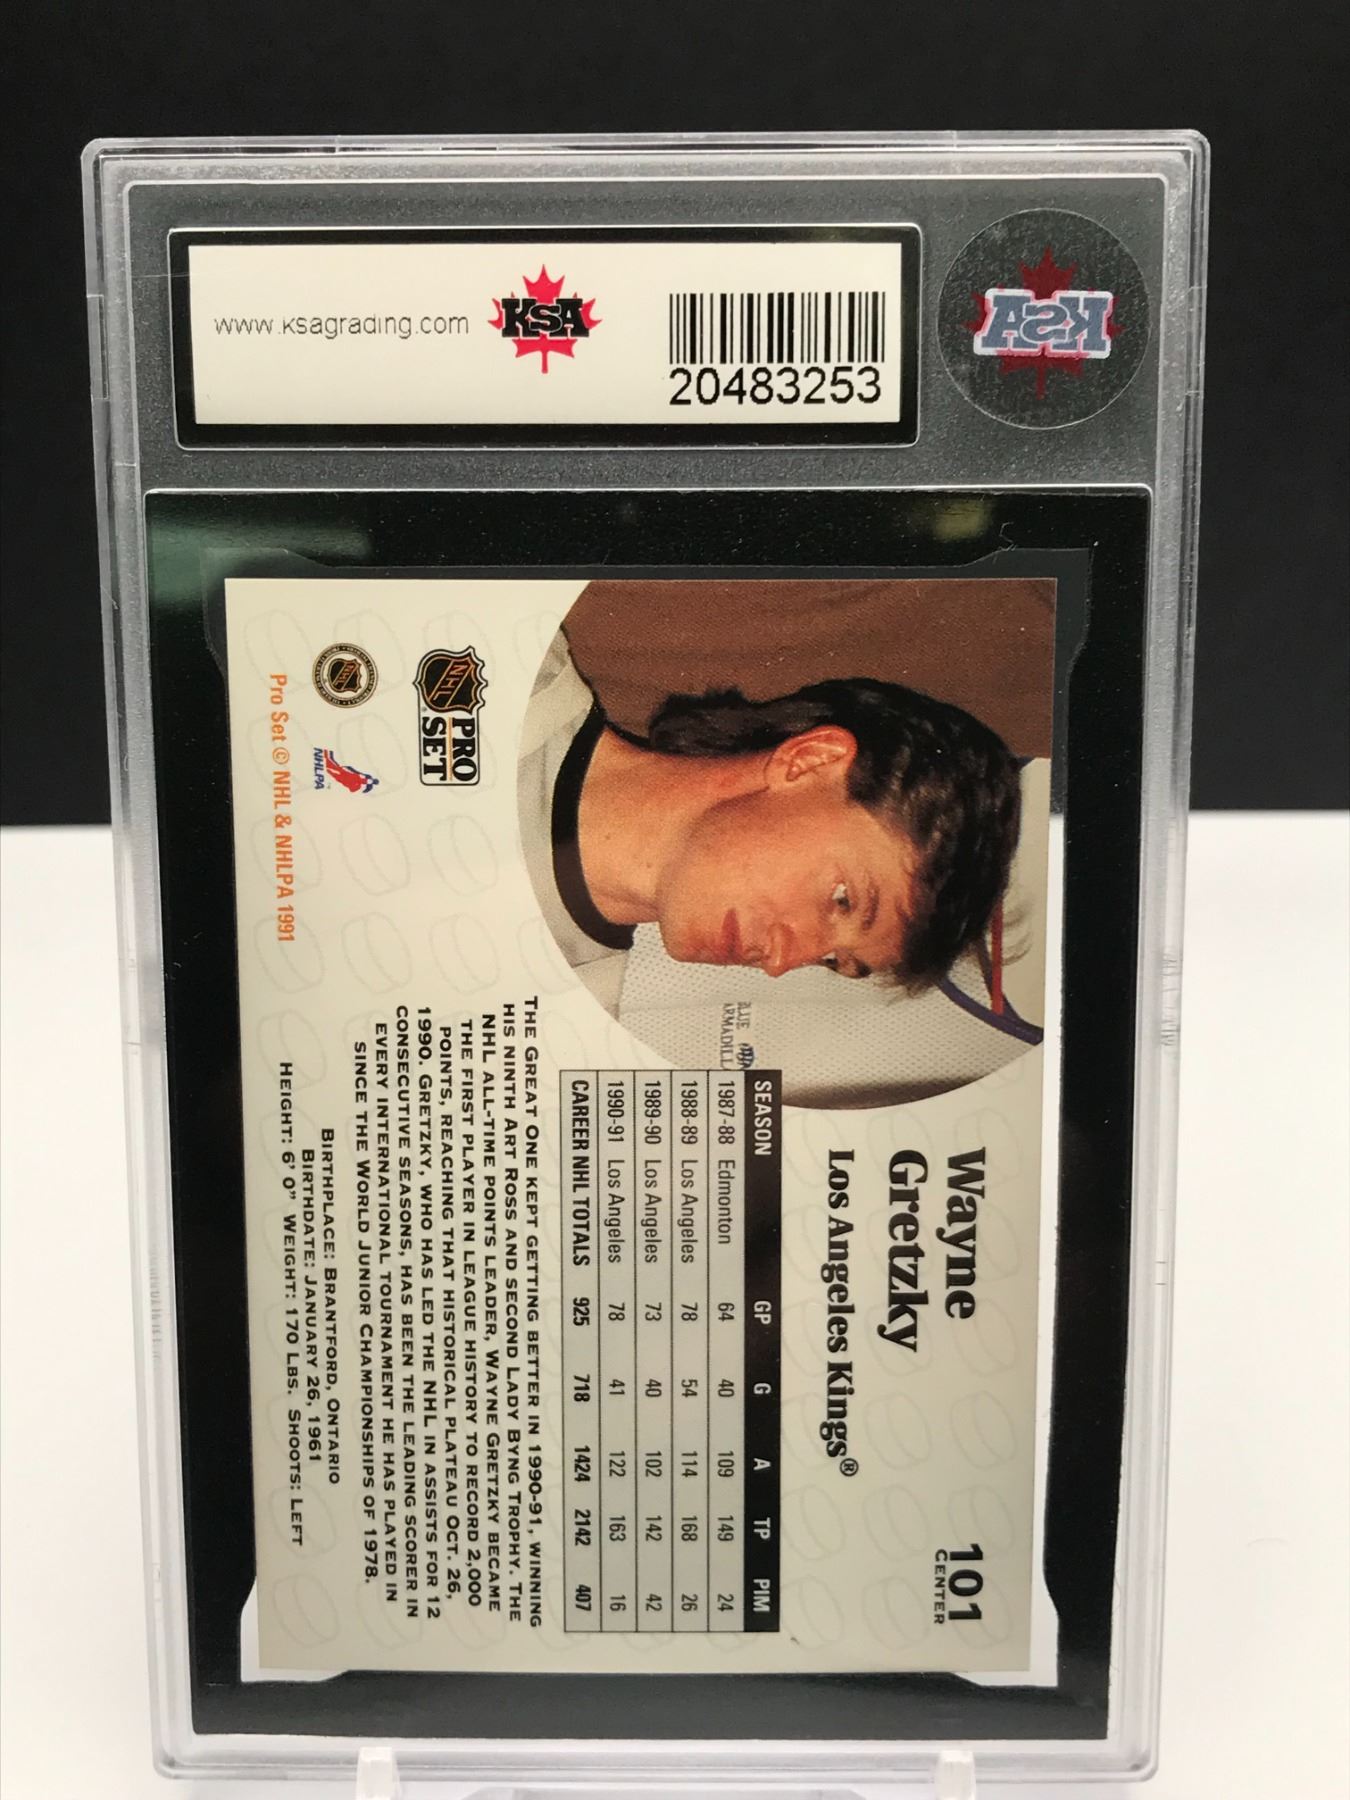 www.ksagrading.com
KSA
20483253
KSA
Wayne
Gretzky
Los Angeles Kings®
101
CENTER
SEASON GP G A TP PIM
1987-88 Edmonton 64 40 109 149 24
1988-89 Los Angeles 78 54 114 168 26
1989-90 Los Angeles 73 40 102 142 42
1990-91 Los Angeles 78 41 122 163 16
CAREER NHL TOTALS 925 718 1424 2142 407
THE GREAT ONE KEPT GETTING BETTER IN 1990-91, WINNING
HIS NINTH ART ROSS AND SECOND LADY BYNG TROPHY. THE
NHL ALL-TIME POINTS LEADER, WAYNE GRETZKY BECAME
THE FIRST PLAYER IN LEAGUE HISTORY TO RECORD 2,000
POINTS, REACHING THAT HISTORICAL PLATEAU OCT. 26,
1990. GRETZKY, WHO HAS LED THE NHL IN ASSISTS FOR 12
CONSECUTIVE SEASONS, HAS BEEN THE LEADING SCORER IN
EVERY INTERNATIONAL TOURNAMENT HE HAS PLAYED IN
SINCE THE WORLD JUNIOR CHAMPIONSHIPS OF 1978.
BIRTHPLACE: BRANTFORD, ONTARIO
BIRTHDATE: JANUARY 26, 1961
HEIGHT: 6' 0" WEIGHT: 170 LBS. SHOOTS: LEFT
NHL PRO SET
NHL
NHLPA
Pro Set © NHL & NHLPA 1991